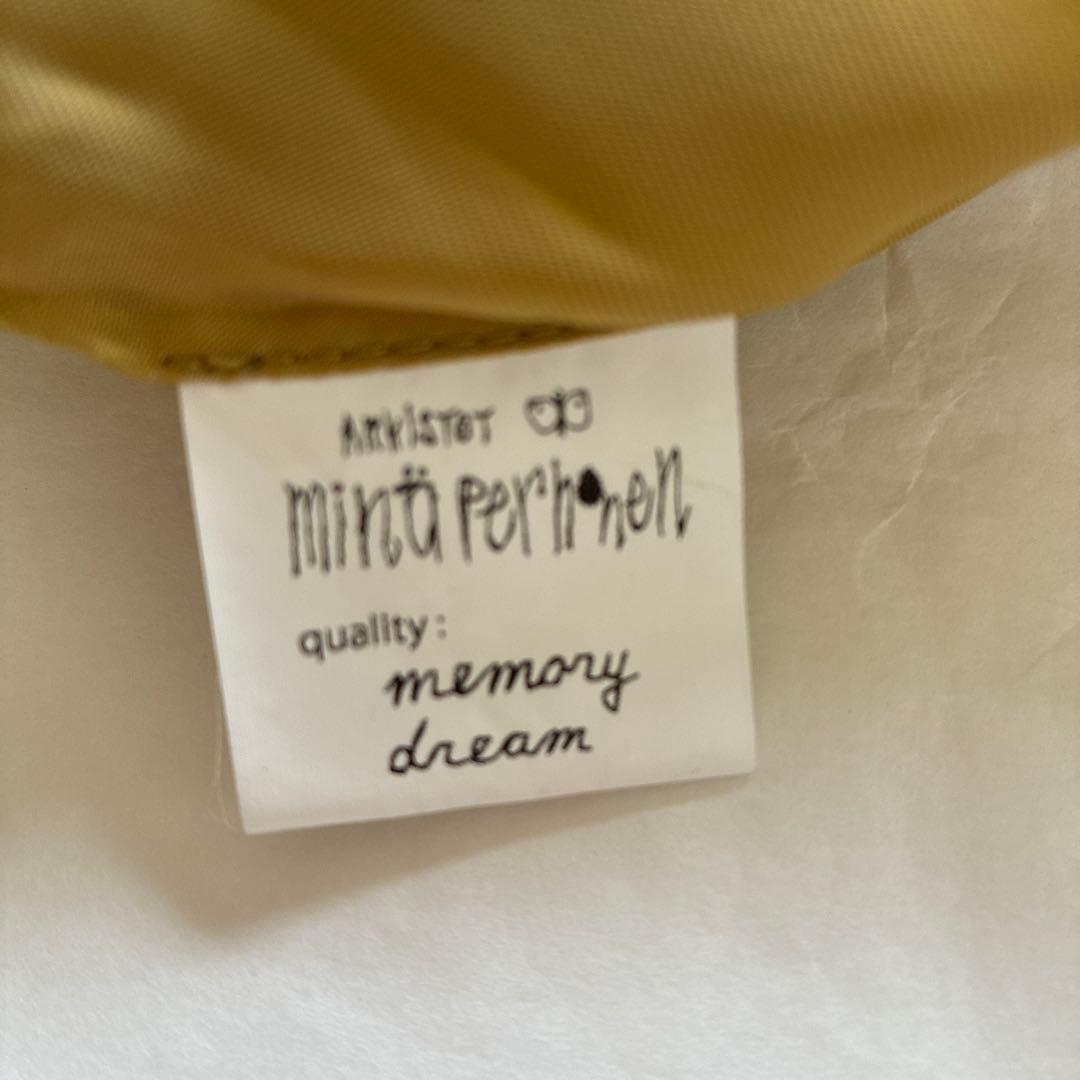 ARKISTOT
minä perhonen
quality:
memory
dream